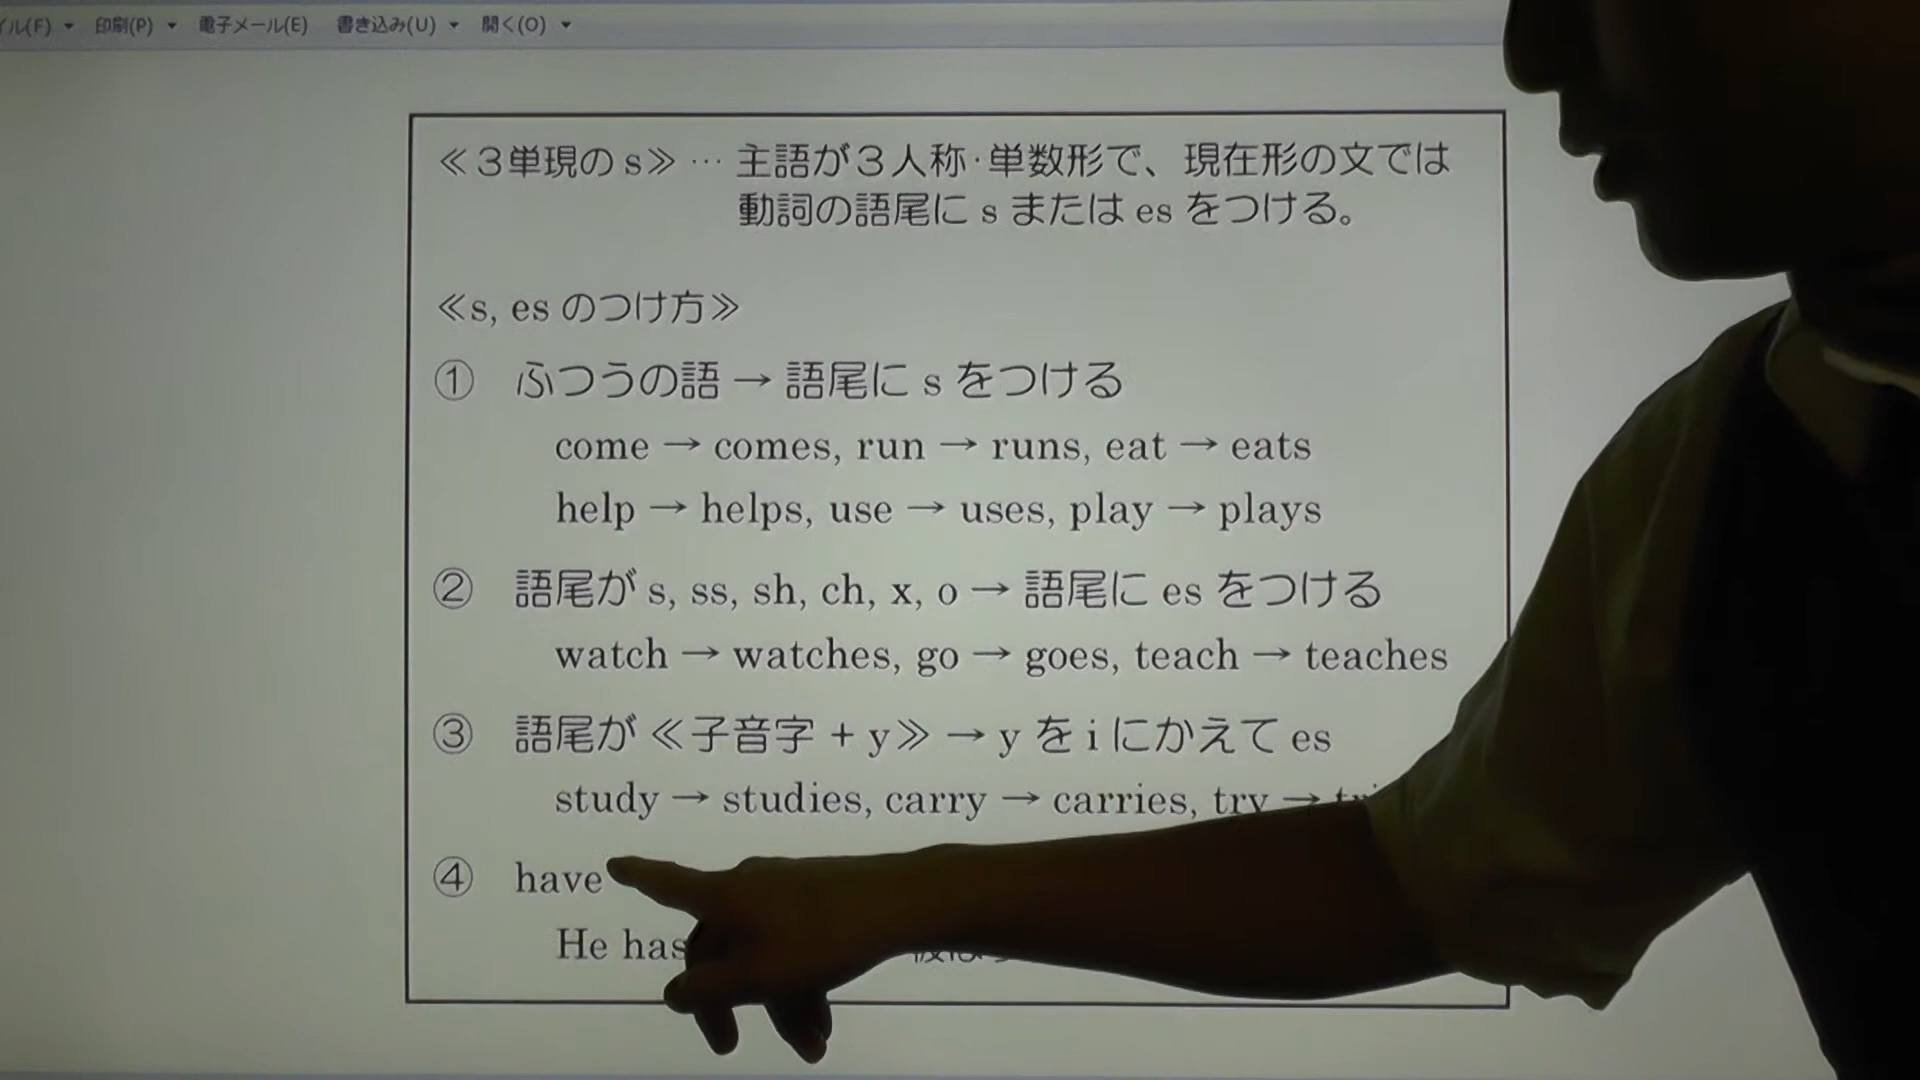 印刷(P) 電子メール(E) 書き込み(U) 開く(O)
≪３単現の s≫ … 主語が３人称・単数形で、現在形の文では
動詞の語尾に s または es をつける。
≪s, es のつけ方≫
① ふつうの語 → 語尾に s をつける
come → comes, run → runs, eat → eats
help → helps, use → uses, play → plays
② 語尾が s, ss, sh, ch, x, o → 語尾に es をつける
watch → watches, go → goes, teach → teaches
③ 語尾が ≪子音字 + y≫ → y を i にかえて es
study → studies, carry → carries, try →
④ have
He has